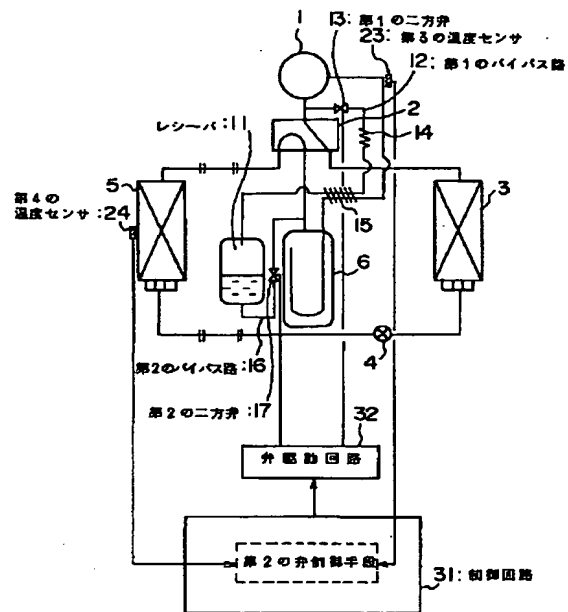 13:第1の二方弁
1
23:第3の温度センサ
12:第1のバイパス路
2
レシーバ:11
14
第4の
温度センサ:24
5
3
15
6
4
16
第2のバイパス路:
第2の二方弁:17
32
弁駆動回路
第2の弁制御手段
31:制御回路